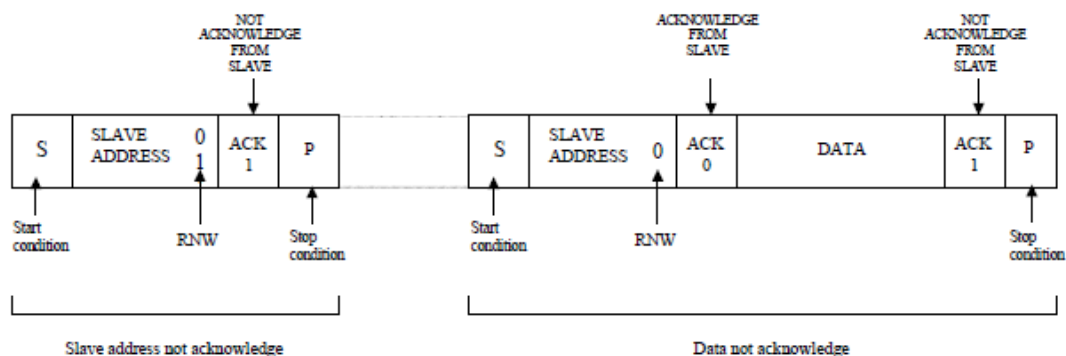 NOT
ACKNOWLEDGE
FROM
SLAVE
ACKNOWLEDGE
FROM
SLAVE
NOT
ACKNOWLEDGE
FROM
SLAVE
S
SLAVE
ADDRESS
0
1
ACK
1
P
S
SLAVE
ADDRESS
0
ACK
0
DATA
ACK
1
P
Start
condition
RNW
Stop
condition
Start
condition
RNW
Stop
condition
Slave address not acknowledge
Data not acknowledge